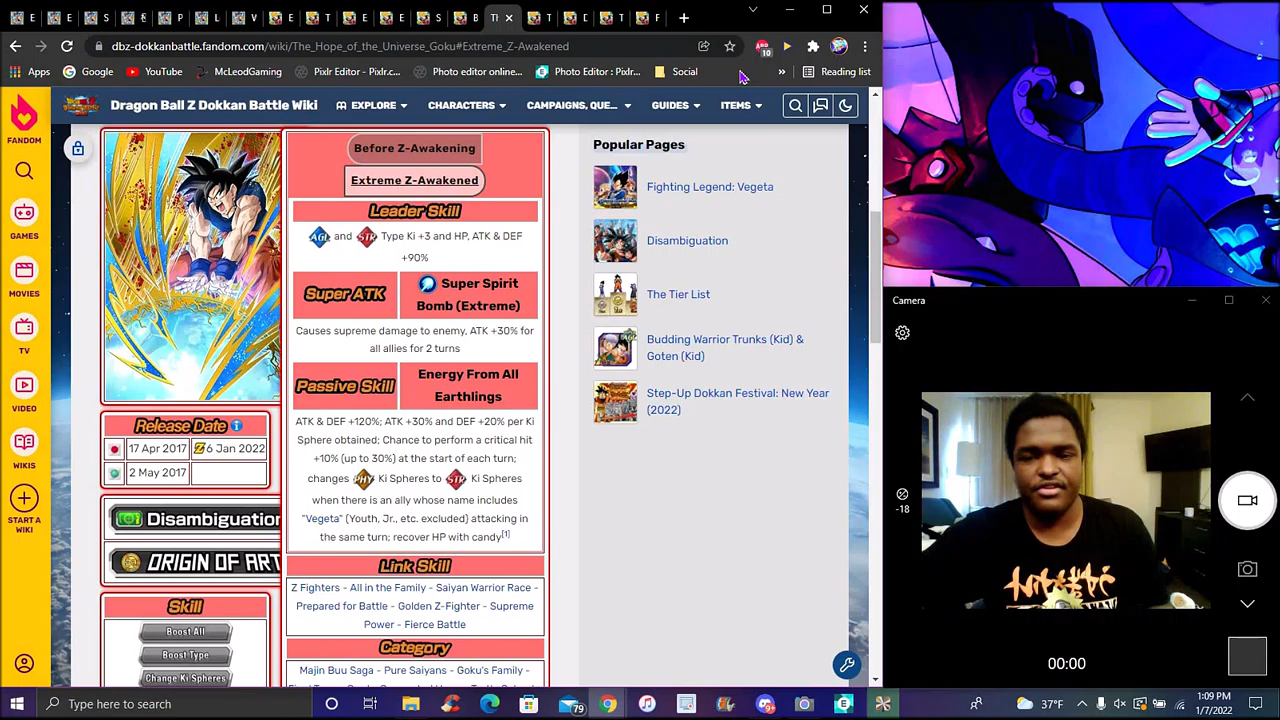 dbz-dokkanbattle.fandom.com/wiki/The_Hope_of_the_Universe_Goku#Extreme_Z-Awakened
10
Apps
Google
YouTube
McLeodGaming
Pixlr Editor - Pixlr.c...
Photo editor online...
Photo Editor : Pixlr...
Social
Reading list
Dragon Ball Z Dokkan Battle Wiki
EXPLORE
CHARACTERS
CAMPAIGNS, QUE...
GUIDES
ITEMS
FANDOM
GAMES
MOVIES
TV
VIDEO
WIKIS
START A
WIKI
Before Z-Awakening
Extreme Z-Awakened
Leader Skill
AGL and STR Type Ki +3 and HP, ATK & DEF
+90%
Super ATK
Super Spirit
Bomb (Extreme)
Causes supreme damage to enemy, ATK +30% for
all allies for 2 turns
Passive Skill
Energy From All
Earthlings
ATK & DEF +120%; ATK +30% and DEF +20% per Ki
Sphere obtained; Chance to perform a critical hit
+10% (up to 30%) at the start of each turn;
changes PHY Ki Spheres to STR Ki Spheres
when there is an ally whose name includes
"Vegeta" (Youth, Jr., etc. excluded) attacking in
the same turn; recover HP with candy[1]
Link Skill
Z Fighters - All in the Family - Saiyan Warrior Race -
Prepared for Battle - Golden Z-Fighter - Supreme
Power - Fierce Battle
Category
Majin Buu Saga - Pure Saiyans - Goku's Family -
Release Date
17 Apr 2017
Z 6 Jan 2022
2 May 2017
Disambiguation
ORIGIN OF ART
Skill
Boost All
Boost Type
Change Ki Spheres
Popular Pages
Fighting Legend: Vegeta
Disambiguation
The Tier List
Budding Warrior Trunks (Kid) &
Goten (Kid)
Step-Up Dokkan Festival: New Year
(2022)
Camera
-18
00:00
Type here to search
79
37°F
1:09 PM
1/7/2022